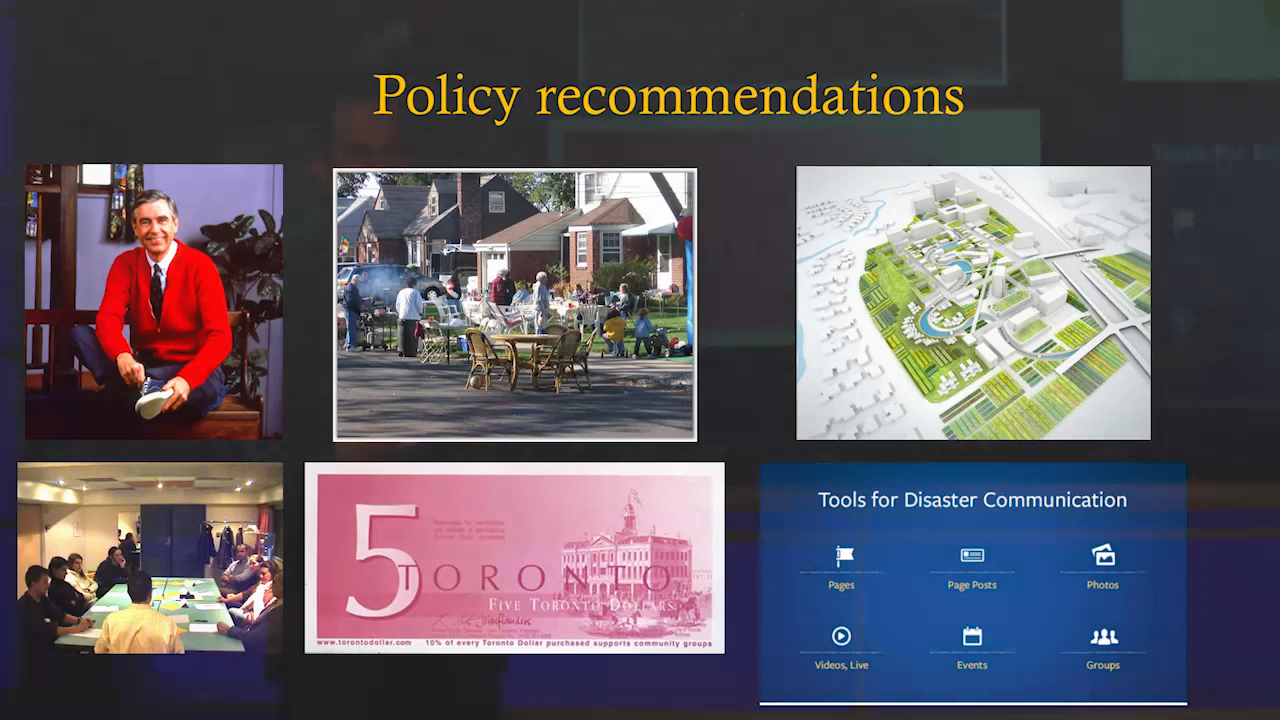 Policy recommendations
5
TORONTO
FIVE TORONTO DOLLARS
www.torontodollar.com 10% of every Toronto Dollar purchased supports community groups
Tools for Disaster Communication
Pages
Page Posts
Photos
Videos, Live
Events
Groups